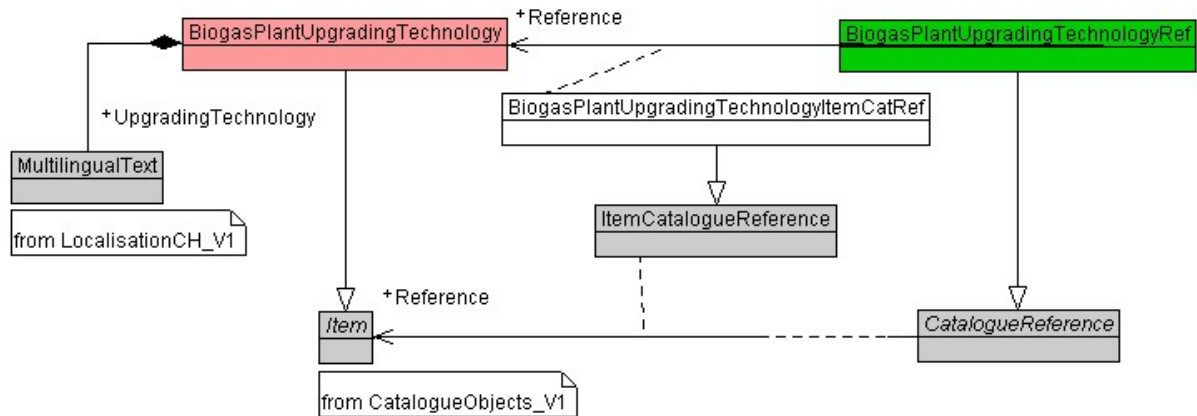 +Reference
BiogasPlantUpgradingTechnology
BiogasPlantUpgradingTechnologyRef
BiogasPlantUpgradingTechnologyItemCatRef
+UpgradingTechnology
MultilingualText
ItemCatalogueReference
from LocalisationCH_V1
+Reference
Item
CatalogueReference
from CatalogueObjects_V1